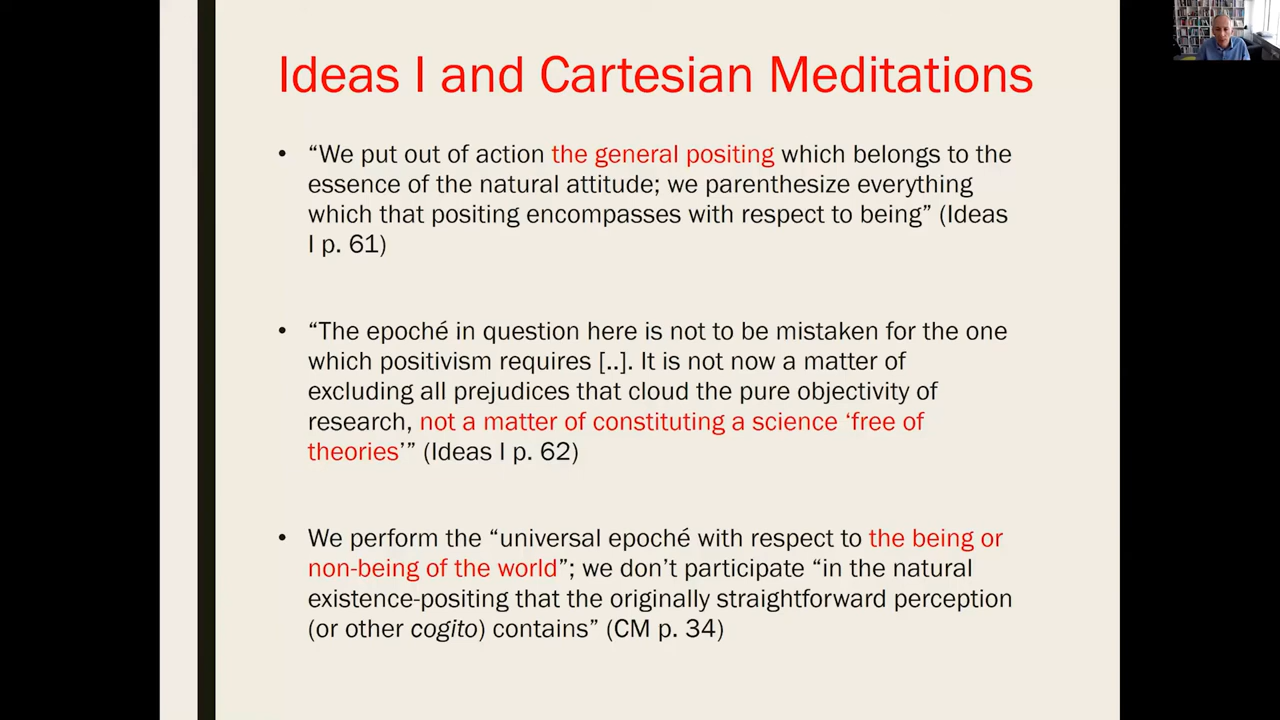 Ideas I and Cartesian Meditations
• “We put out of action the general positing which belongs to the
essence of the natural attitude; we parenthesize everything
which that positing encompasses with respect to being” (Ideas
I p. 61)
• “The epoché in question here is not to be mistaken for the one
which positivism requires [..]. It is not now a matter of
excluding all prejudices that cloud the pure objectivity of
research, not a matter of constituting a science ‘free of
theories’” (Ideas I p. 62)
• We perform the “universal epoché with respect to the being or
non-being of the world”; we don’t participate “in the natural
existence-positing that the originally straightforward perception
(or other cogito) contains” (CM p. 34)